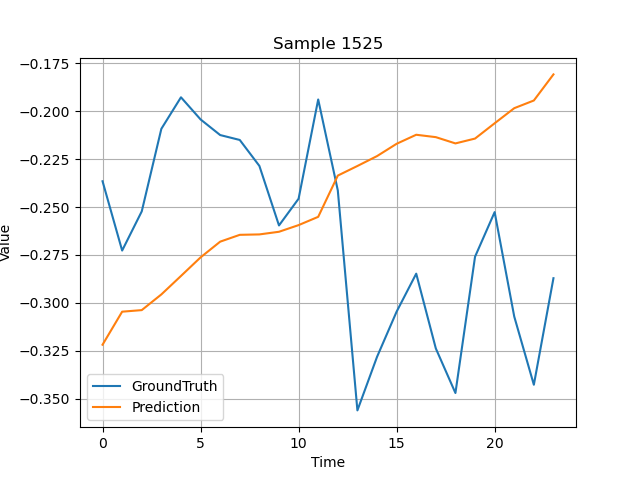 Sample 1525
−0.175
−0.200
−0.225
−0.250
−0.275
−0.300
−0.325
−0.350
Value
GroundTruth
Prediction
0 5 10 15 20
Time